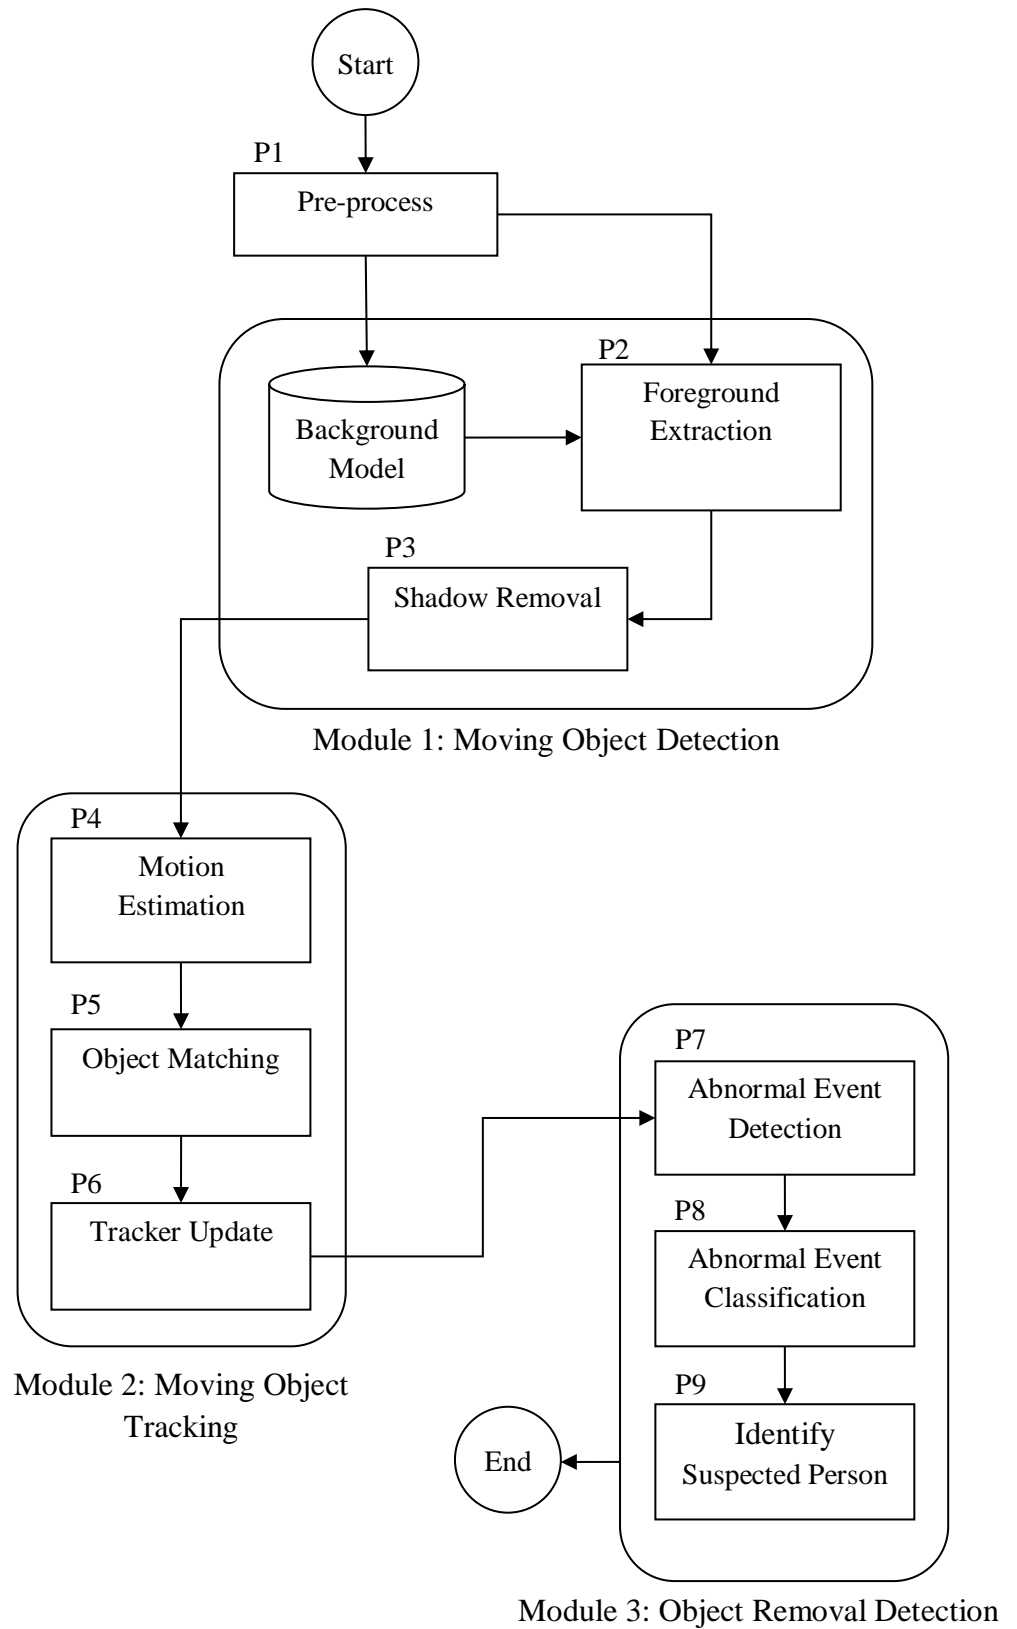 Start
P1
Pre-process
P2
Foreground
Extraction
Background
Model
P3
Shadow Removal
Module 1: Moving Object Detection
P4
Motion
Estimation
P5
Object Matching
P6
Tracker Update
Module 2: Moving Object
Tracking
P7
Abnormal Event
Detection
P8
Abnormal Event
Classification
P9
Identify
Suspected Person
End
Module 3: Object Removal Detection